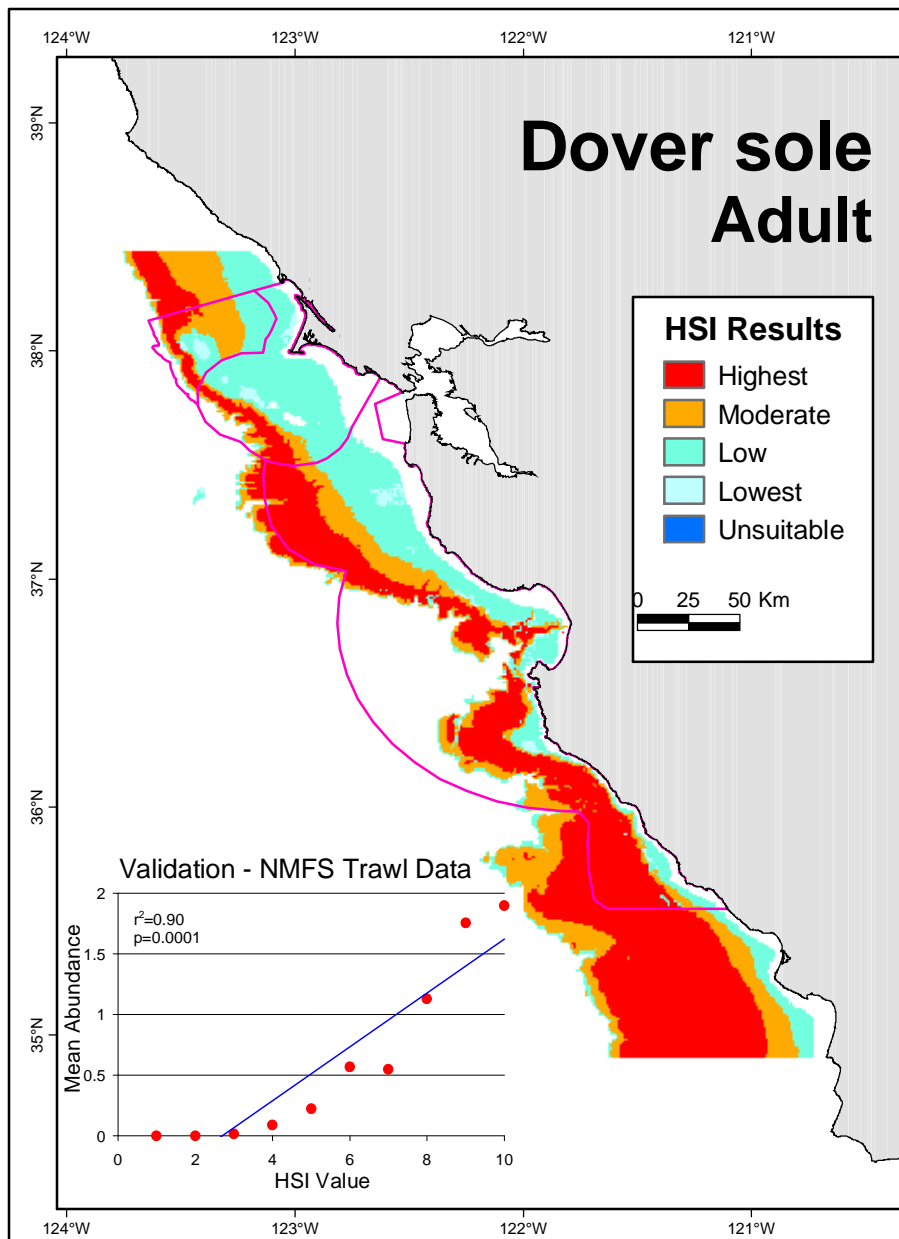 124°W 123°W 122°W 121°W
39°N
38°N
37°N
36°N
35°N
Dover sole
Adult
HSI Results
Highest
Moderate
Low
Lowest
Unsuitable
0 25 50 Km
Validation - NMFS Trawl Data
r²=0.90
p=0.0001
Mean Abundance
2
1.5
1
0.5
0
0 2 4 6 8 10
HSI Value
124°W 123°W 122°W 121°W